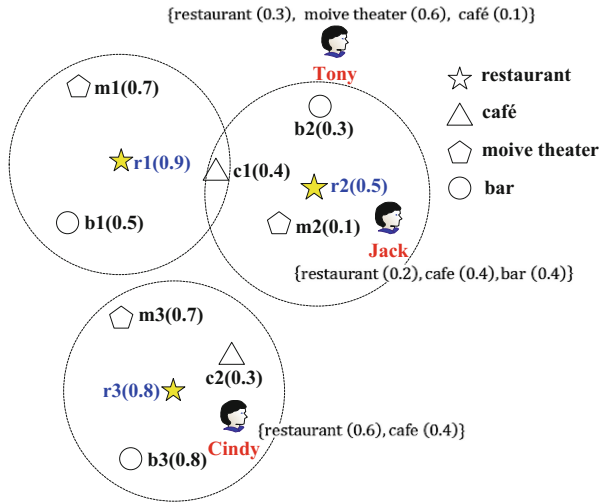 {restaurant (0.3), moive theater (0.6), café (0.1)}
Tony
restaurant
café
moive theater
bar
m1(0.7)
r1(0.9)
b1(0.5)
c1(0.4)
b2(0.3)
r2(0.5)
m2(0.1)
Jack
{restaurant (0.2), cafe (0.4), bar (0.4)}
m3(0.7)
c2(0.3)
r3(0.8)
Cindy
{restaurant (0.6), cafe (0.4)}
b3(0.8)